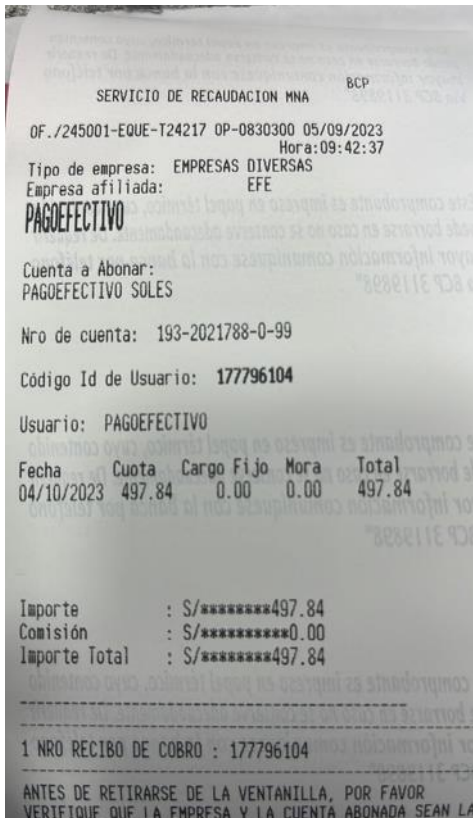 BCP
SERVICIO DE RECAUDACION MNA
OF./245001-EQUE-T24217 OP-0830300 05/09/2023
Hora:09:42:37
Tipo de empresa: EMPRESAS DIVERSAS
Empresa afiliada: EFE
PAGOEFECTIVO
Cuenta a Abonar:
PAGOEFECTIVO SOLES
Nro de cuenta: 193-2021788-0-99
Código Id de Usuario: 177796104
Usuario: PAGOEFECTIVO
Fecha Cuota Cargo Fijo Mora Total
04/10/2023 497.84 0.00 0.00 497.84
Importe : S/********497.84
Comisión : S/**********0.00
Importe Total : S/********497.84
1 NRO RECIBO DE COBRO : 177796104
ANTES DE RETIRARSE DE LA VENTANILLA, POR FAVOR
VERIFIQUE QUE LA EMPRESA Y LA CUENTA ABONADA SEAN LA